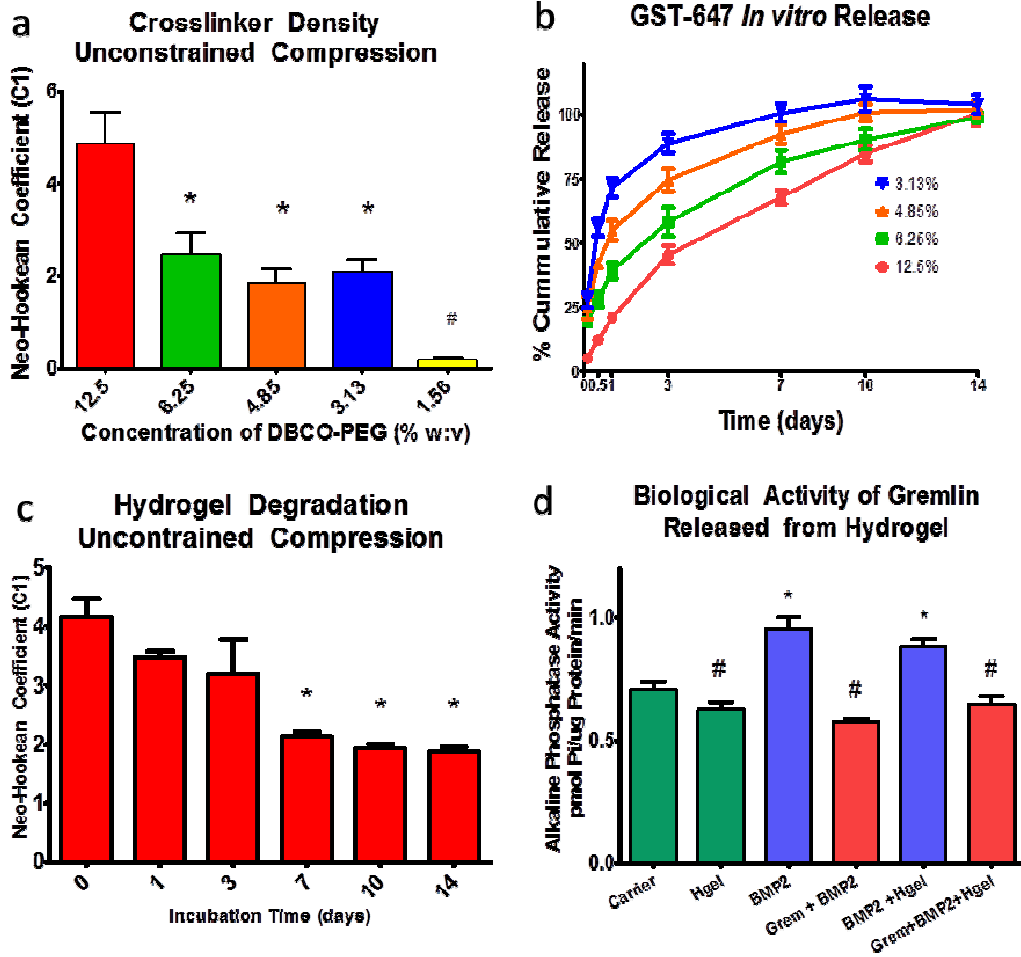 a
Crosslinker Density
Unconstrained Compression
Neo-Hookean Coefficient (C1)
6
4
2
0
*
*
*
#
12.5
6.25
4.85
3.13
1.56
Concentration of DBCO-PEG (% w:v)
b
GST-647 In vitro Release
% Cummulative Release
100
75
50
25
0
3.13%
4.85%
6.25%
12.5%
0 0.5 1 3 7 10 14
Time (days)
c
Hydrogel Degradation
Uncontrained Compression
Neo-Hookean Coefficient (C1)
5
4
3
2
1
0
*
*
*
0
1
3
7
10
14
Incubation Time (days)
d
Biological Activity of Gremlin
Released from Hydrogel
Alkaline Phosphatase Activity
pmol Pi/ug Protein/min
1.0
0.5
0.0
#
*
#
*
#
Carrier
Hgel
BMP2
Grem + BMP2
BMP2 +Hgel
Grem+BMP2+Hgel